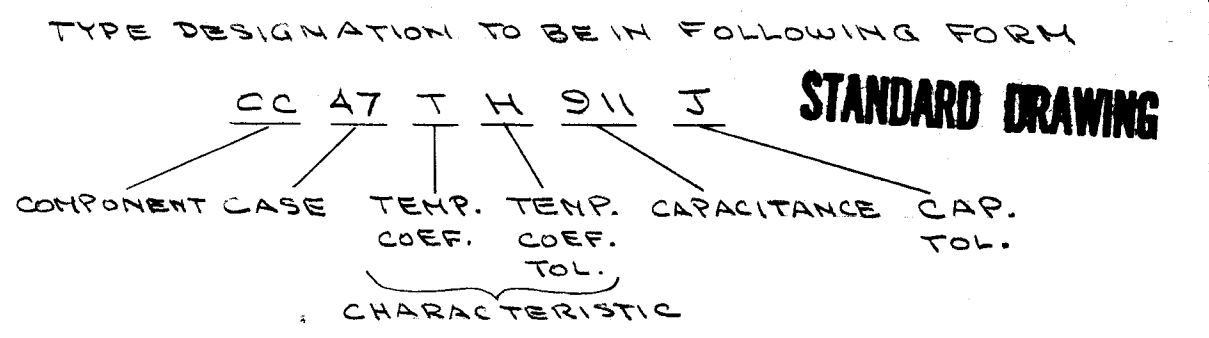 TYPE DESIGNATION TO BE IN FOLLOWING FORM
CC 47 T H 911 J
STANDARD DRAWING
COMPONENT CASE TEMP. TEMP. CAPACITANCE CAP.
COEF. COEF. TOL.
TOL.
CHARACTERISTIC